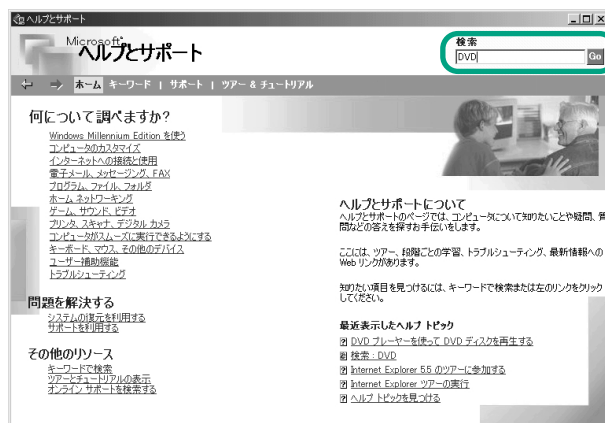 ヘルプとサポート
Microsoft
ヘルプとサポート
検索
DVD
Go
ホーム キーワード | サポート | ツアー & チュートリアル
何について調べますか?
Windows Millennium Edition を使う
コンピュータのカスタマイズ
インターネットへの接続と使用
電子メール、メッセージング、FAX
プログラム、ファイル、フォルダ
ホーム ネットワーキング
ゲーム、サウンド、ビデオ
プリンタ、スキャナ、デジタル カメラ
コンピュータがスムーズに実行できるようにする
キーボード、マウス、その他のデバイス
ユーザー補助機能
トラブルシューティング
問題を解決する
システムの復元を利用する
サポートを利用する
その他のリソース
キーワードで検索
ツアーとチュートリアルの表示
オンライン サポートを検索する
ヘルプとサポートについて
ヘルプとサポートのページでは、コンピュータについて知りたいことや疑問、質
問などの答えを探すお手伝いをします。
ここには、ツアー、段階ごとの学習、トラブルシューティング、最新情報への
Web リンクがあります。
知りたい項目を見つけるには、キーワードで検索または左のリンクをクリック
してください。
最近表示したヘルプ トピック
DVD プレーヤーを使って DVD ディスクを再生する
検索 : DVD
Internet Explorer 5.5 のツアーに参加する
Internet Explorer ツアーの実行
ヘルプ トピックを見つける